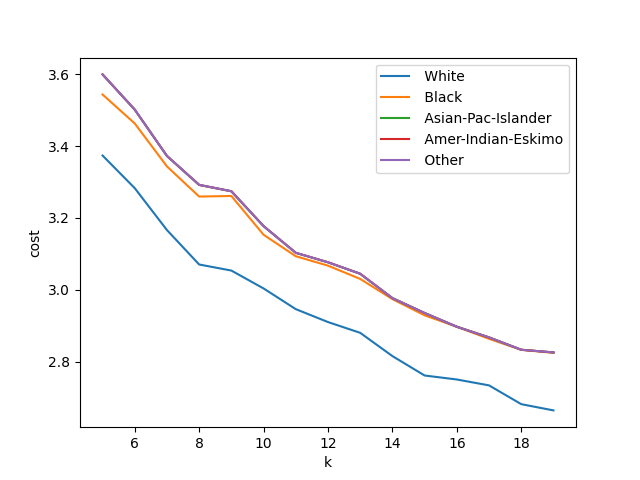 3.6
3.4
3.2
3.0
2.8
cost
6 8 10 12 14 16 18
k
White
Black
Asian-Pac-Islander
Amer-Indian-Eskimo
Other